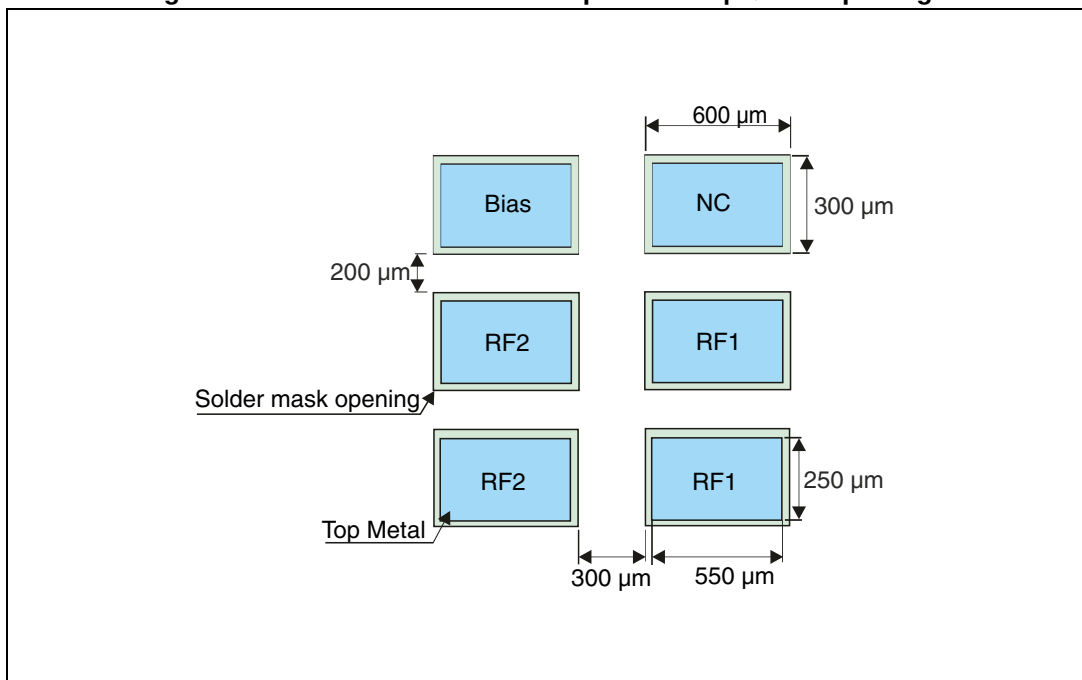 600 µm
Bias
NC
300 µm
200 µm
RF2
RF1
Solder mask opening
RF2
RF1
250 µm
Top Metal
300 µm
550 µm